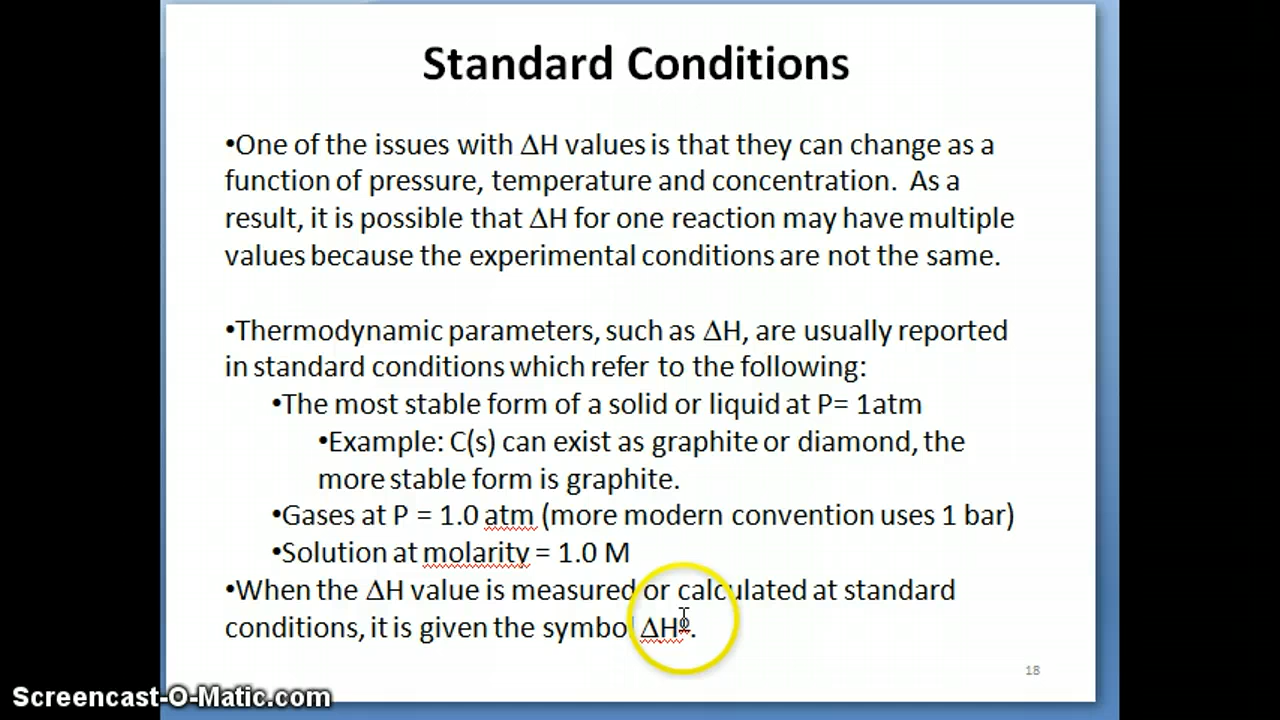 Standard Conditions
•One of the issues with ΔH values is that they can change as a
function of pressure, temperature and concentration. As a
result, it is possible that ΔH for one reaction may have multiple
values because the experimental conditions are not the same.
•Thermodynamic parameters, such as ΔH, are usually reported
in standard conditions which refer to the following:
•The most stable form of a solid or liquid at P= 1atm
•Example: C(s) can exist as graphite or diamond, the
more stable form is graphite.
•Gases at P = 1.0 atm (more modern convention uses 1 bar)
•Solution at molarity = 1.0 M
•When the ΔH value is measured or calculated at standard
conditions, it is given the symbol ΔH⁰.
18
Screencast-O-Matic.com